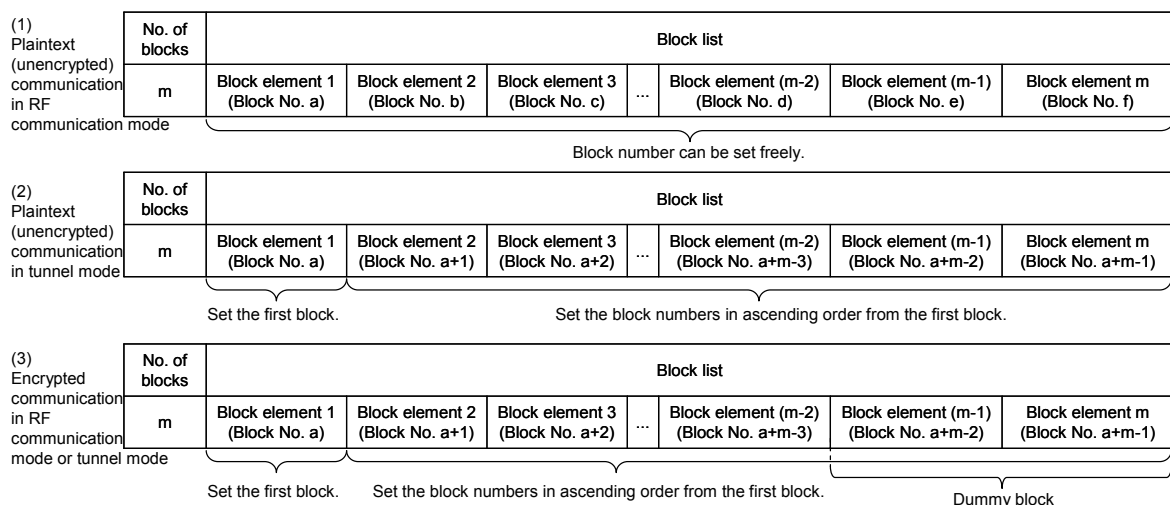 (1)
Plaintext
(unencrypted)
communication
in RF
communication mode
No. of
blocks
Block list
m
Block element 1
(Block No. a)
Block element 2
(Block No. b)
Block element 3
(Block No. c)
...
Block element (m-2)
(Block No. d)
Block element (m-1)
(Block No. e)
Block element m
(Block No. f)
Block number can be set freely.
(2)
Plaintext
(unencrypted)
communication
in tunnel mode
No. of
blocks
Block list
m
Block element 1
(Block No. a)
Block element 2
(Block No. a+1)
Block element 3
(Block No. a+2)
...
Block element (m-2)
(Block No. a+m-3)
Block element (m-1)
(Block No. a+m-2)
Block element m
(Block No. a+m-1)
Set the first block.
Set the block numbers in ascending order from the first block.
(3)
Encrypted
communication
in RF
communication
mode or tunnel mode
No. of
blocks
Block list
m
Block element 1
(Block No. a)
Block element 2
(Block No. a+1)
Block element 3
(Block No. a+2)
...
Block element (m-2)
(Block No. a+m-3)
Block element (m-1)
(Block No. a+m-2)
Block element m
(Block No. a+m-1)
Set the first block.
Set the block numbers in ascending order from the first block.
Dummy block